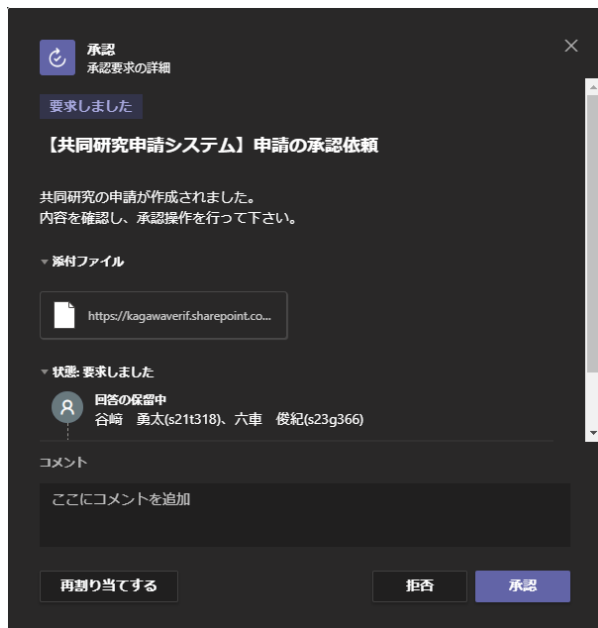 承認
承認要求の詳細
要求しました
【共同研究申請システム】申請の承認依頼
共同研究の申請が作成されました。
内容を確認し、承認操作を行って下さい。
添付ファイル
https://kagawaverif.sharepoint.co...
状態: 要求しました
回答の保留中
谷﨑　勇太(s21t318)、六車　俊紀(s23g366)
コメント
ここにコメントを追加
再割り当てする
拒否
承認